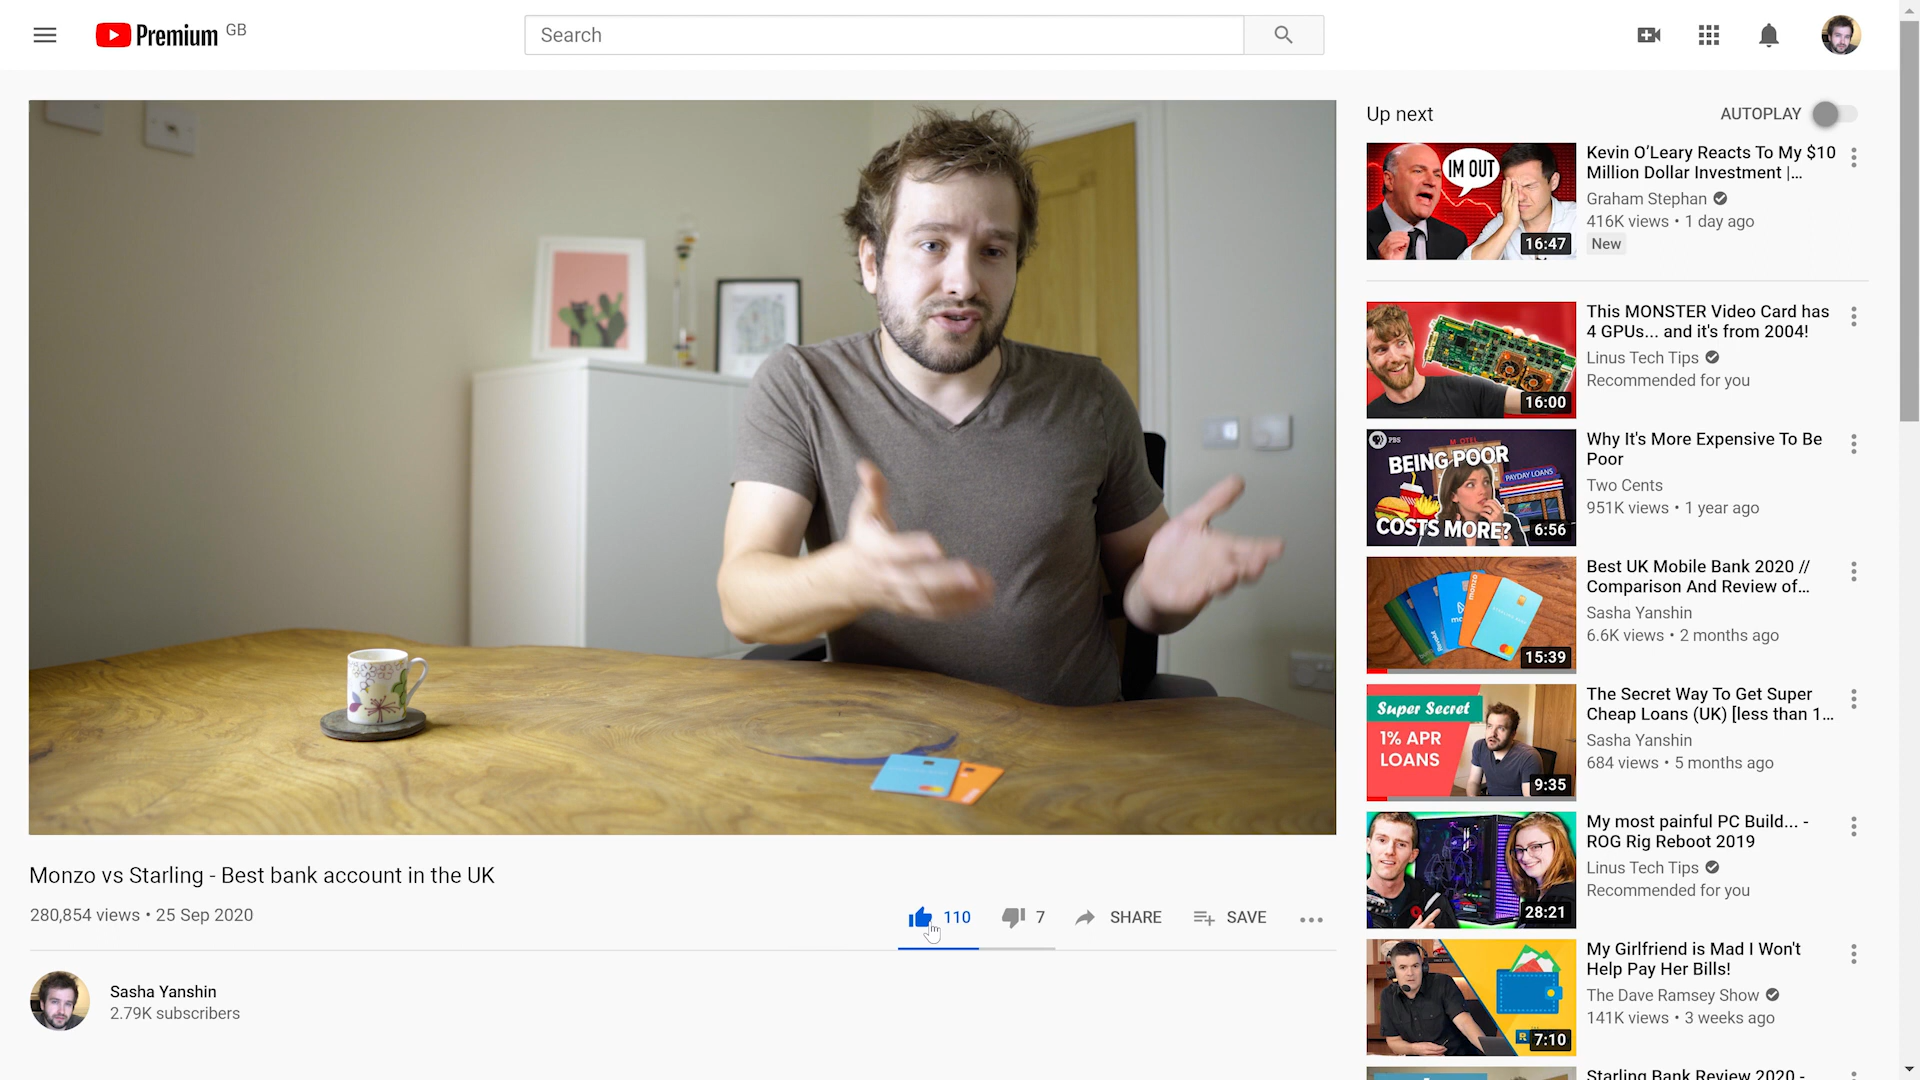 Premium GB
Search
Up next
AUTOPLAY
IM OUT
16:47
Kevin O'Leary Reacts To My $10
Million Dollar Investment |...
Graham Stephan
416K views • 1 day ago
New
16:00
This MONSTER Video Card has
4 GPUs... and it's from 2004!
Linus Tech Tips
Recommended for you
PBS
MOTEL
BEING POOR
PAYDAY LOANS
COSTS MORE?
6:56
Why It's More Expensive To Be
Poor
Two Cents
951K views • 1 year ago
monzo
15:39
Best UK Mobile Bank 2020 //
Comparison And Review of...
Sasha Yanshin
6.6K views • 2 months ago
Super Secret
1% APR
LOANS
9:35
The Secret Way To Get Super
Cheap Loans (UK) [less than 1...
Sasha Yanshin
684 views • 5 months ago
28:21
My most painful PC Build... -
ROG Rig Reboot 2019
Linus Tech Tips
Recommended for you
R
7:10
My Girlfriend is Mad I Won't
Help Pay Her Bills!
The Dave Ramsey Show
141K views • 3 weeks ago
Starling Bank Review 2020 -
Monzo vs Starling - Best bank account in the UK
280,854 views • 25 Sep 2020
110
7
SHARE
SAVE
Sasha Yanshin
2.79K subscribers